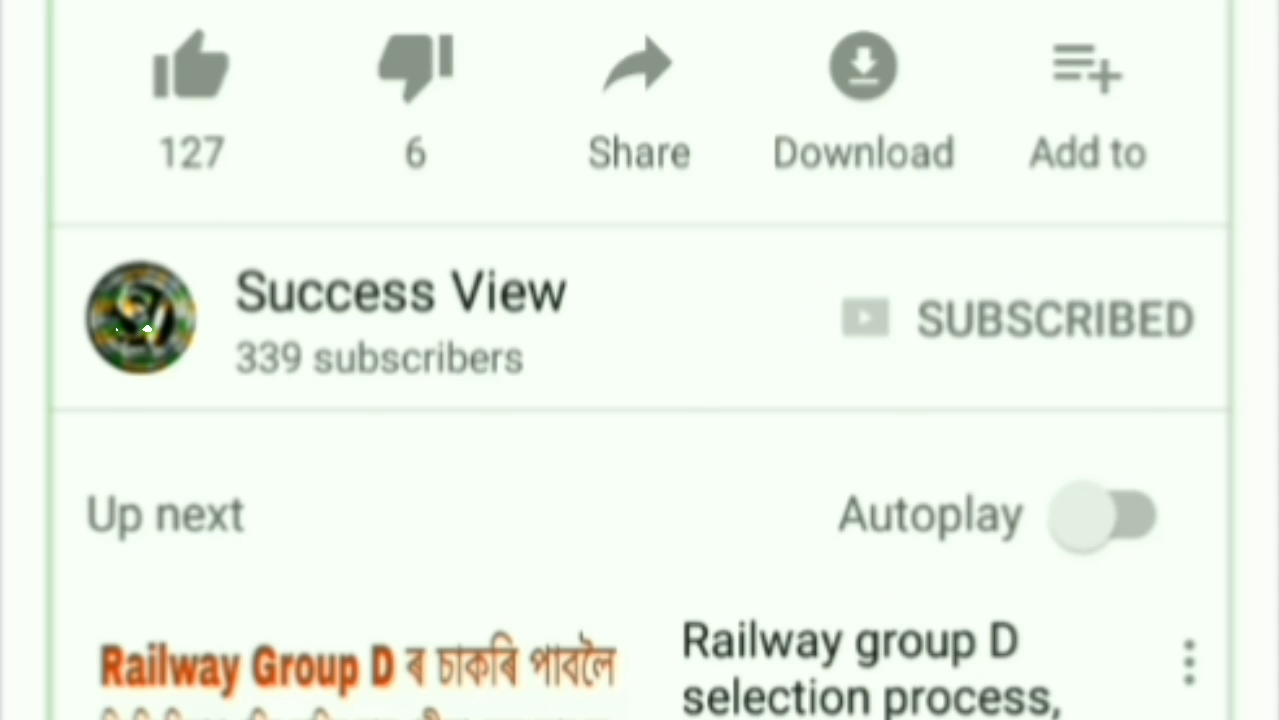 127
6
Share
Download
Add to
Success View
339 subscribers
SUBSCRIBED
Up next
Autoplay
Railway Group D ৰ চাকৰি পাবলৈ
Railway group D
selection process,